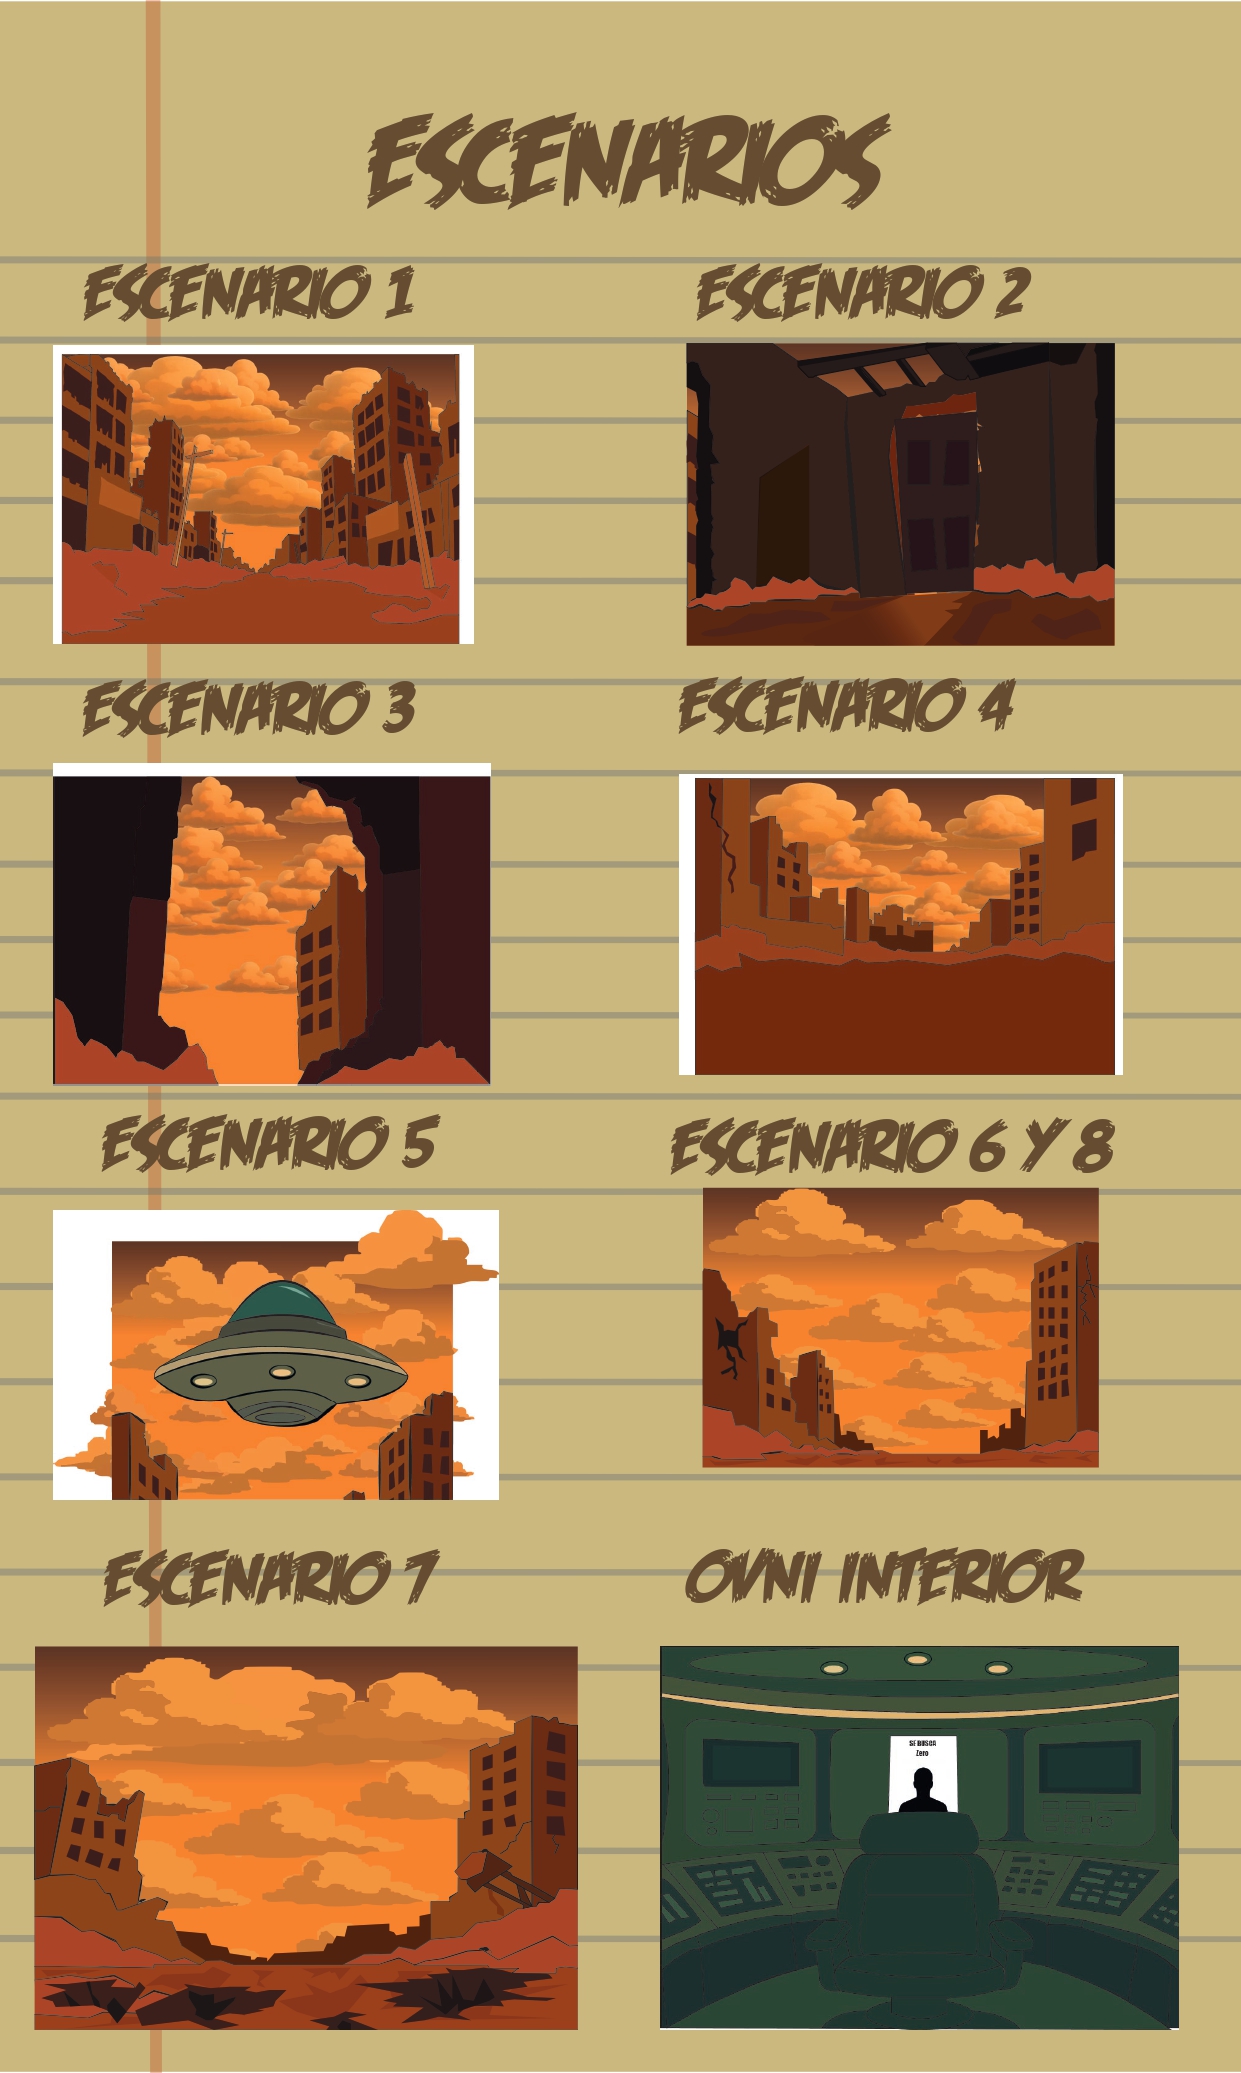 ESCENARIOS
ESCENARIO 1
ESCENARIO 2
ESCENARIO 3
ESCENARIO 4
ESCENARIO 5
ESCENARIO 6 Y 8
ESCENARIO 7
OVNI INTERIOR
SE BUSCA
Zero